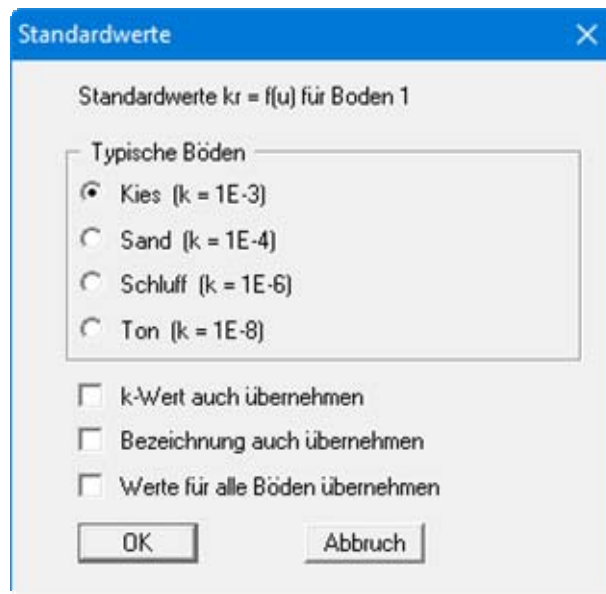 Standardwerte
Standardwerte kr = f(u) für Boden 1
Typische Böden
Kies (k = 1E-3)
Sand (k = 1E-4)
Schluff (k = 1E-6)
Ton (k = 1E-8)
k-Wert auch übernehmen
Bezeichnung auch übernehmen
Werte für alle Böden übernehmen
OK Abbruch